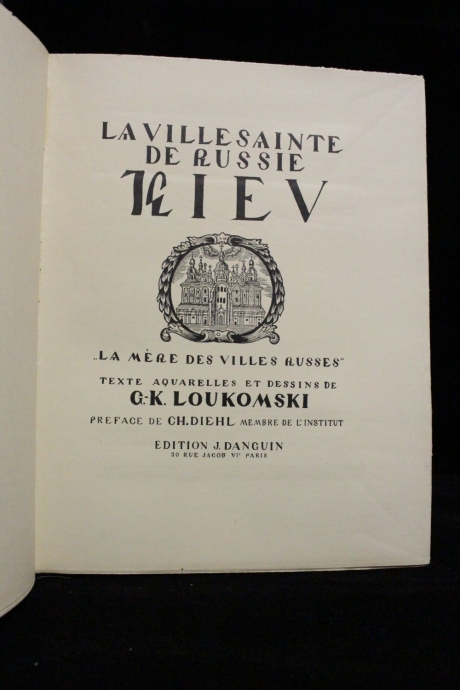 LA VILLE SAINTE
DE RUSSIE
KIEV
„LA MÈRE DES VILLES RUSSES“
TEXTE AQUARELLES ET DESSINS DE
G.-K. LOUKOMSKI
PREFACE DE CH. DIEHL MEMBRE DE L'INSTITUT
EDITION J. DANGUIN
30 RUE JACOB VIᵉ PARIS